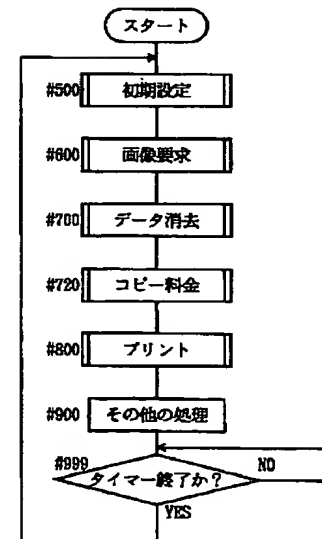 スタート
#500 初期設定
#600 面像要求
#700 データ消去
#720 コピー料金
#800 プリント
#900 その他の処理
#999
タイマー終了か? NO
YES